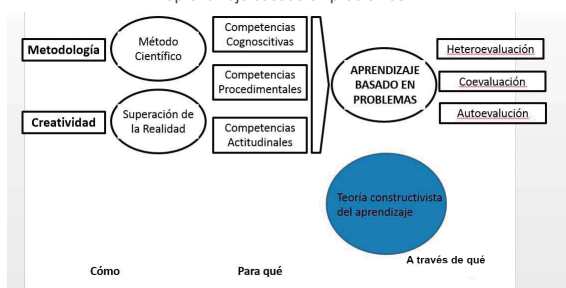 Metodología
Método
Científico
Creatividad
Superación de
la Realidad
Competencias
Cognoscitivas
Competencias
Procedimentales
Competencias
Actitudinales
APRENDIZAJE
BASADO EN
PROBLEMAS
Heteroevaluación
Coevaluación
Autoevalución
Teoría constructivista
del aprendizaje
Cómo
Para qué
A través de qué